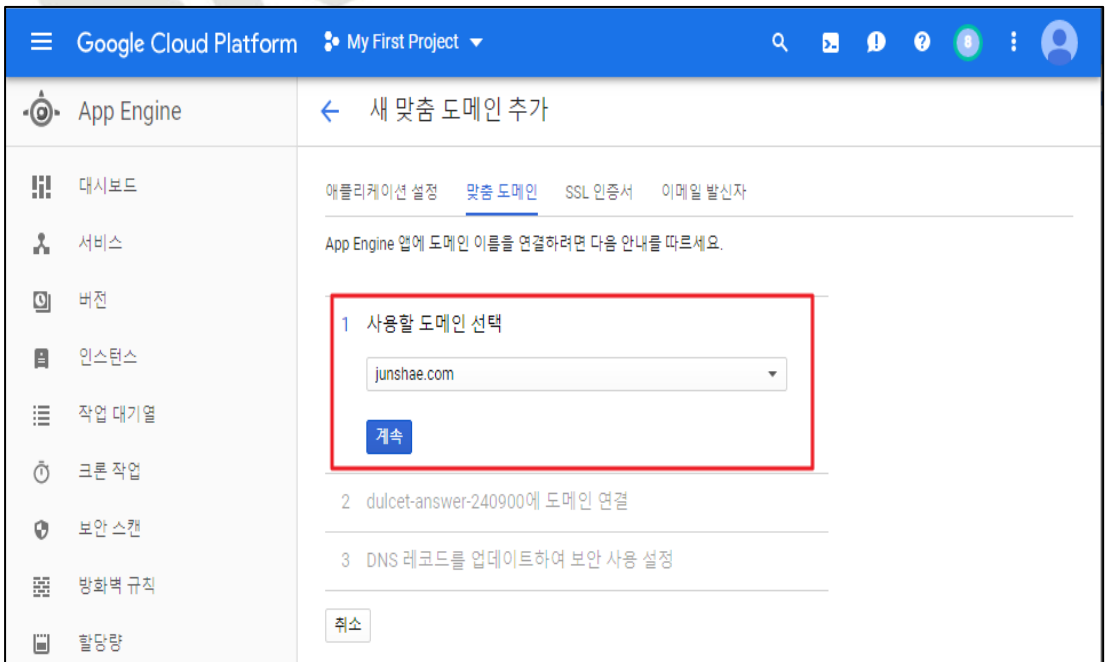 Google Cloud Platform My First Project
8
App Engine
새 맞춤 도메인 추가
대시보드
서비스
버전
인스턴스
작업 대기열
크론 작업
보안 스캔
방화벽 규칙
할당량
애플리케이션 설정 맞춤 도메인 SSL 인증서 이메일 발신자
App Engine 앱에 도메인 이름을 연결하려면 다음 안내를 따르세요.
1 사용할 도메인 선택
junshae.com
계속
2 dulcet-answer-240900에 도메인 연결
3 DNS 레코드를 업데이트하여 보안 사용 설정
취소